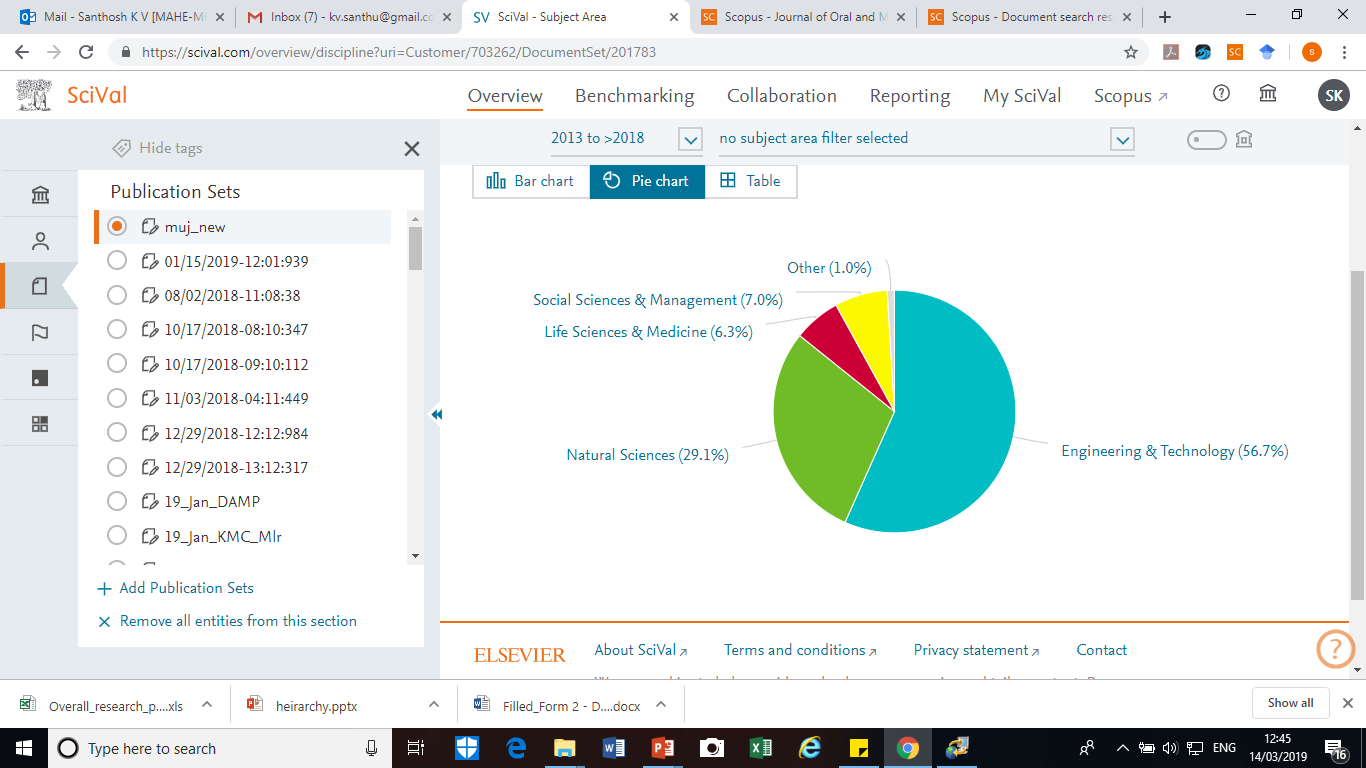 Mail - Santhosh K V [MAHE-MI
Inbox (7) - kv.santhu@gmail.co
SV SciVal - Subject Area
SC Scopus - Journal of Oral and M
SC Scopus - Document search res
https://scival.com/overview/discipline?uri=Customer/703262/DocumentSet/201783
SC
s
SciVal
Overview
Benchmarking
Collaboration
Reporting
My SciVal
Scopus
SK
Hide tags
2013 to >2018
no subject area filter selected
Bar chart
Pie chart
Table
Publication Sets
muj_new
01/15/2019-12:01:939
08/02/2018-11:08:38
10/17/2018-08:10:347
10/17/2018-09:10:112
11/03/2018-04:11:449
12/29/2018-12:12:984
12/29/2018-13:12:317
19_Jan_DAMP
19_Jan_KMC_Mlr
Add Publication Sets
Remove all entities from this section
Other (1.0%)
Social Sciences & Management (7.0%)
Life Sciences & Medicine (6.3%)
Natural Sciences (29.1%)
Engineering & Technology (56.7%)
ELSEVIER
About SciVal
Terms and conditions
Privacy statement
Contact
?
Overall_research_p....xls
heirarchy.pptx
Filled_Form 2 - D....docx
Show all
Type here to search
ENG
12:45
14/03/2019
16